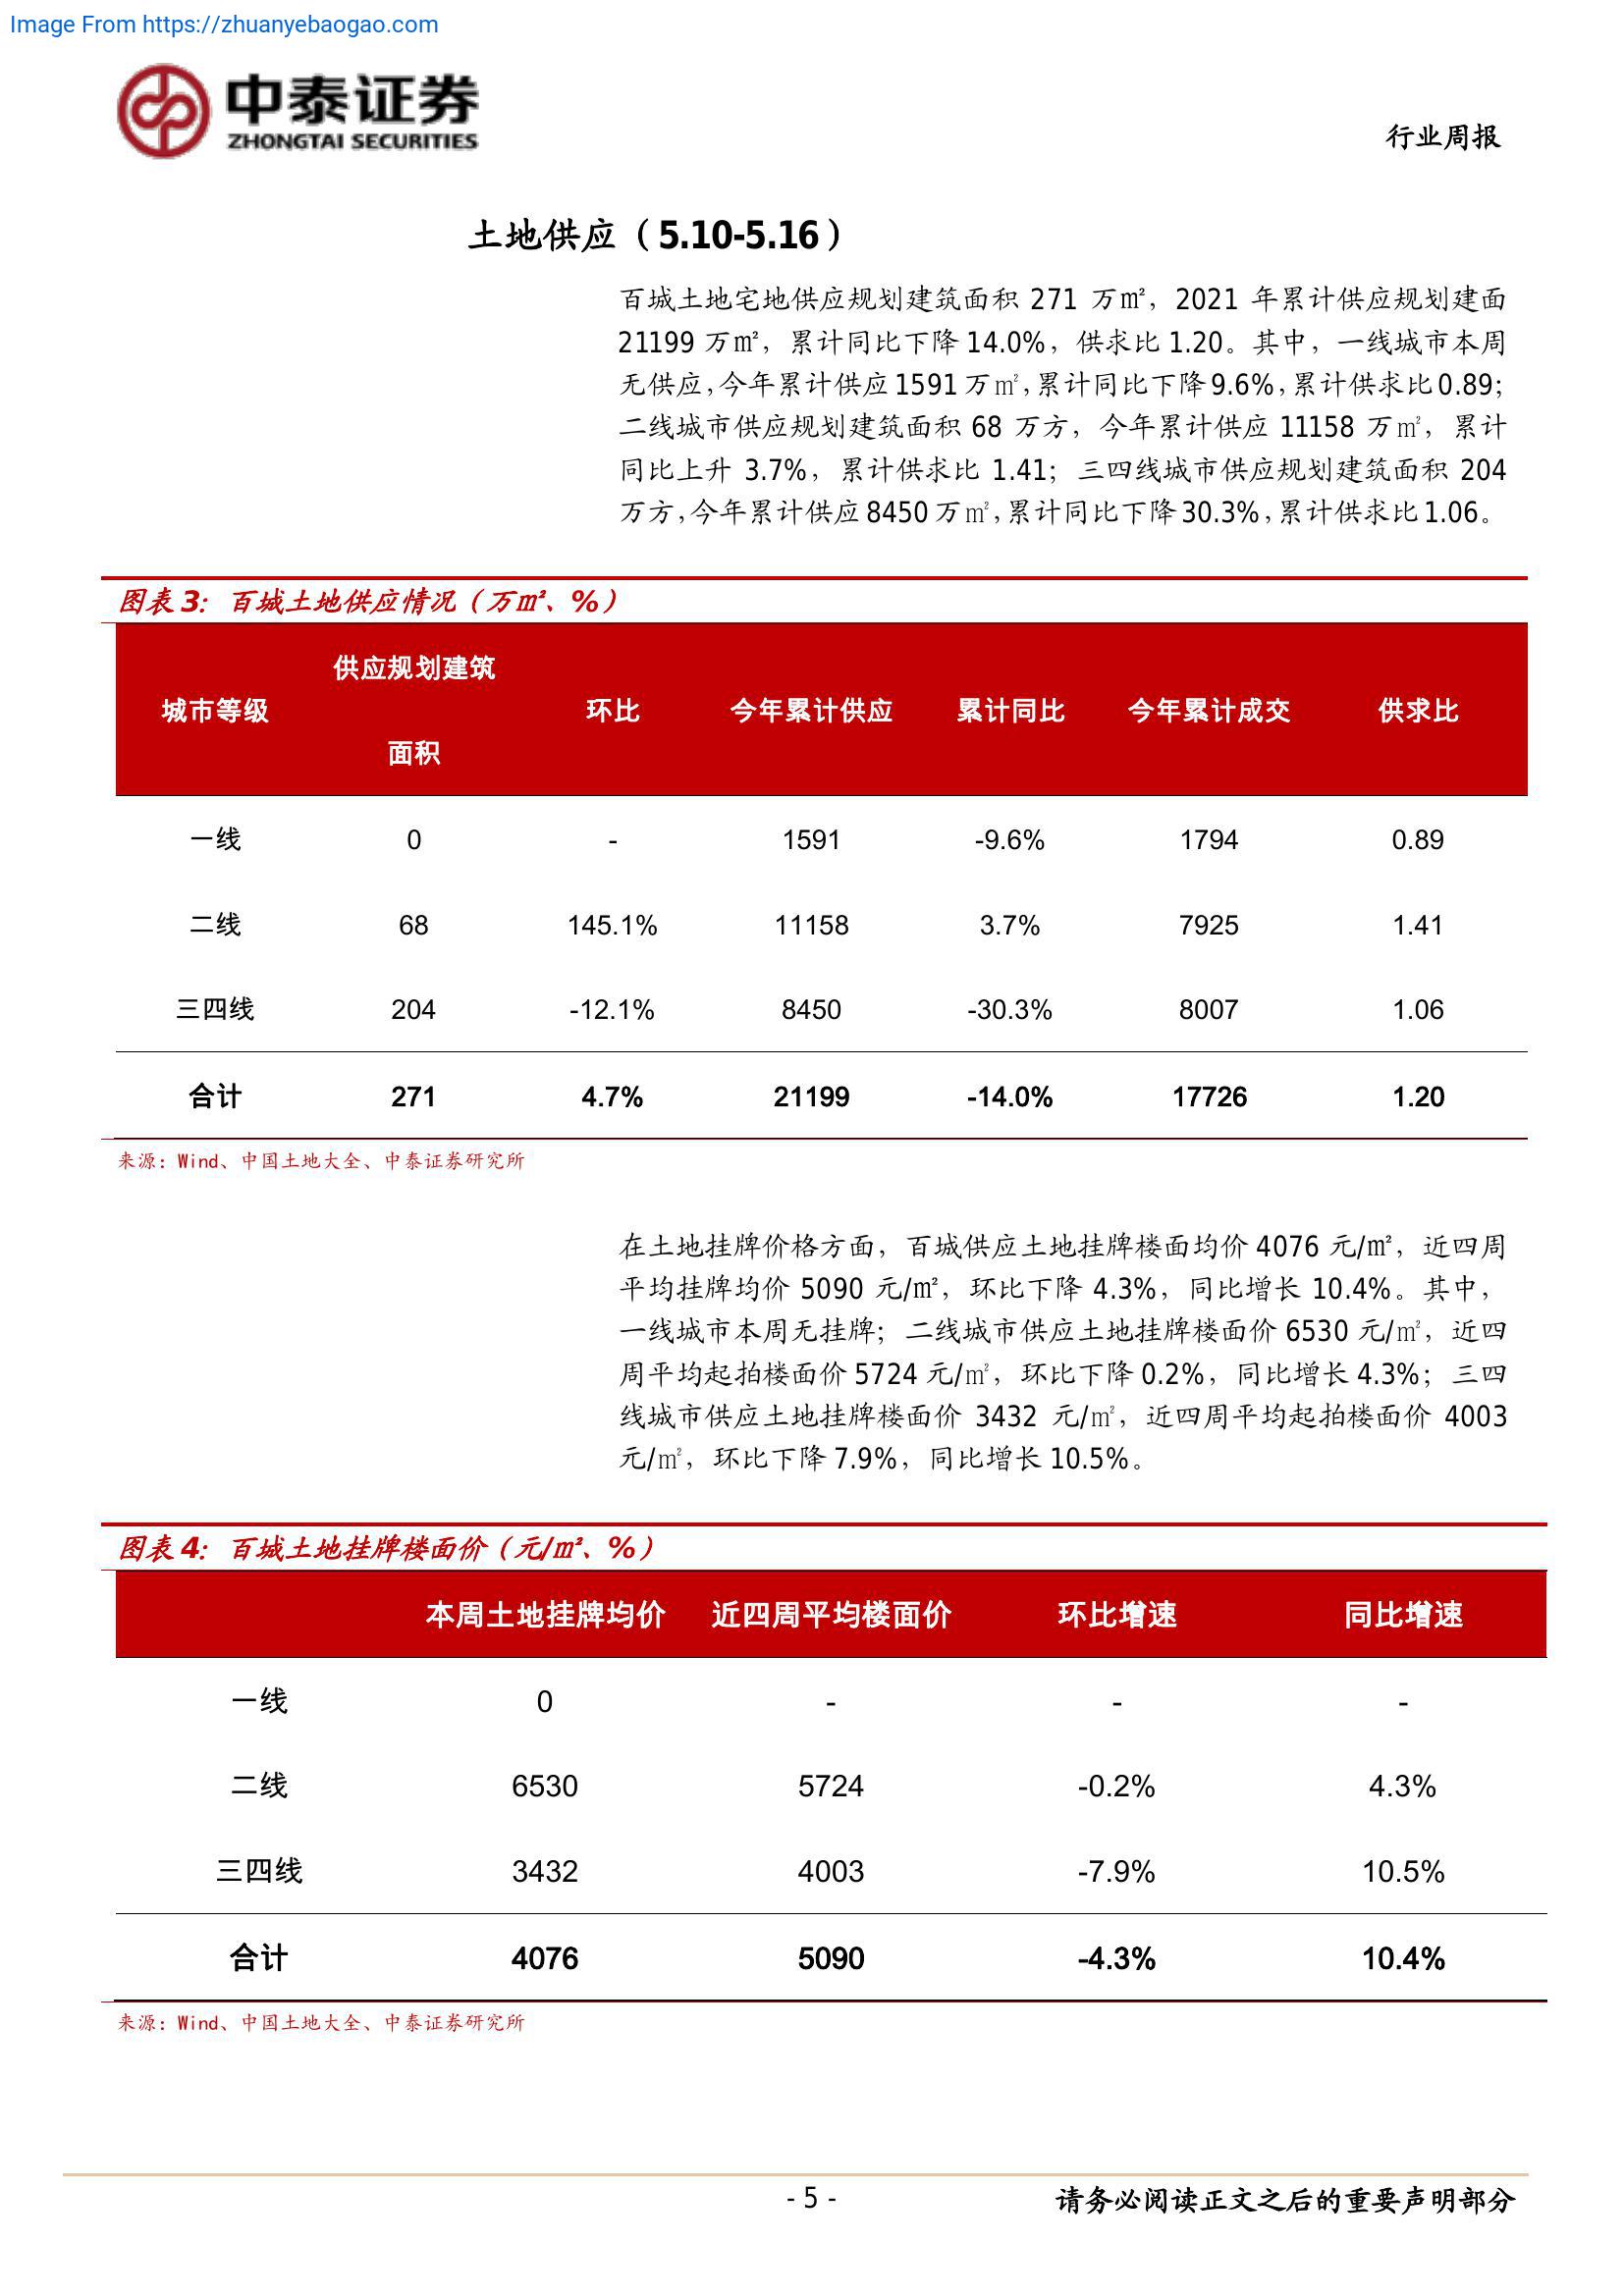 Image From https://zhuanyebaogao.com
中泰证券
ZHONGTAI SECURITIES
行业周报
土地供应（5.10-5.16）
百城土地宅地供应规划建筑面积 271 万㎡，2021 年累计供应规划建面
21199 万㎡，累计同比下降 14.0%，供求比 1.20。其中，一线城市本周
无供应，今年累计供应 1591 万㎡，累计同比下降 9.6%，累计供求比 0.89；
二线城市供应规划建筑面积 68 万方，今年累计供应 11158 万㎡，累计
同比上升 3.7%，累计供求比 1.41；三四线城市供应规划建筑面积 204
万方，今年累计供应 8450 万㎡，累计同比下降 30.3%，累计供求比 1.06。
图表 3：百城土地供应情况（万㎡、%）
城市等级 供应规划建筑面积 环比 今年累计供应 累计同比 今年累计成交 供求比
一线 0 - 1591 -9.6% 1794 0.89
二线 68 145.1% 11158 3.7% 7925 1.41
三四线 204 -12.1% 8450 -30.3% 8007 1.06
合计 271 4.7% 21199 -14.0% 17726 1.20
来源：Wind、中国土地大全、中泰证券研究所
在土地挂牌价格方面，百城供应土地挂牌楼面均价 4076 元/㎡，近四周
平均挂牌均价 5090 元/㎡，环比下降 4.3%，同比增长 10.4%。其中，
一线城市本周无挂牌；二线城市供应土地挂牌楼面价 6530 元/㎡，近四
周平均起拍楼面价 5724 元/㎡，环比下降 0.2%，同比增长 4.3%；三四
线城市供应土地挂牌楼面价 3432 元/㎡，近四周平均起拍楼面价 4003
元/㎡，环比下降 7.9%，同比增长 10.5%。
图表 4：百城土地挂牌楼面价（元/㎡、%）
本周土地挂牌均价 近四周平均楼面价 环比增速 同比增速
一线 0 - - -
二线 6530 5724 -0.2% 4.3%
三四线 3432 4003 -7.9% 10.5%
合计 4076 5090 -4.3% 10.4%
来源：Wind、中国土地大全、中泰证券研究所
- 5 -
请务必阅读正文之后的重要声明部分